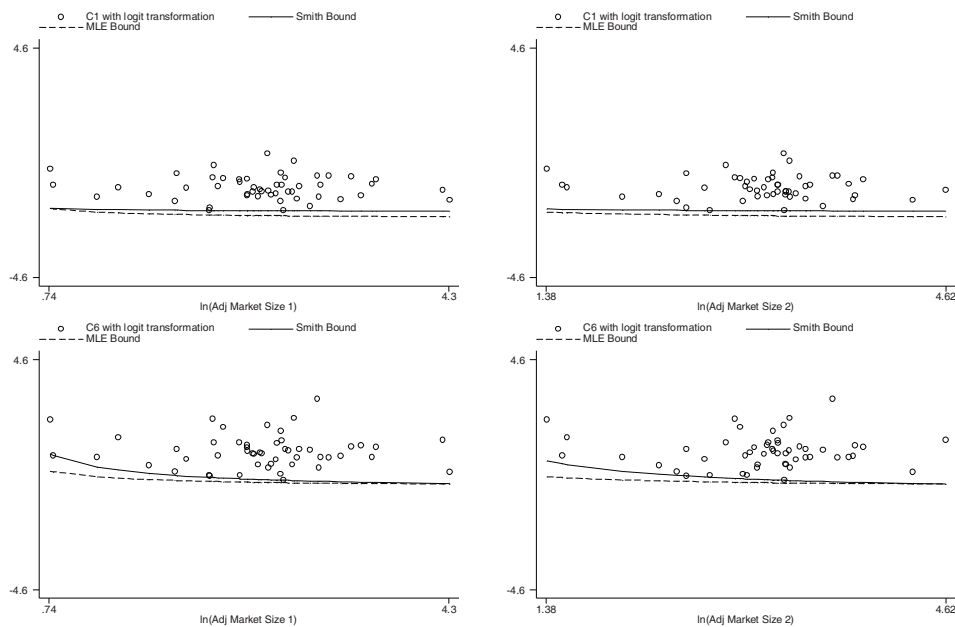 C1 with logit transformation Smith Bound
MLE Bound
4.6
-4.6
.74 4.3
ln(Adj Market Size 1)
C1 with logit transformation Smith Bound
MLE Bound
4.6
-4.6
1.38 4.62
ln(Adj Market Size 2)
C6 with logit transformation Smith Bound
MLE Bound
4.6
-4.6
.74 4.3
ln(Adj Market Size 1)
C6 with logit transformation Smith Bound
MLE Bound
4.6
-4.6
1.38 4.62
ln(Adj Market Size 2)